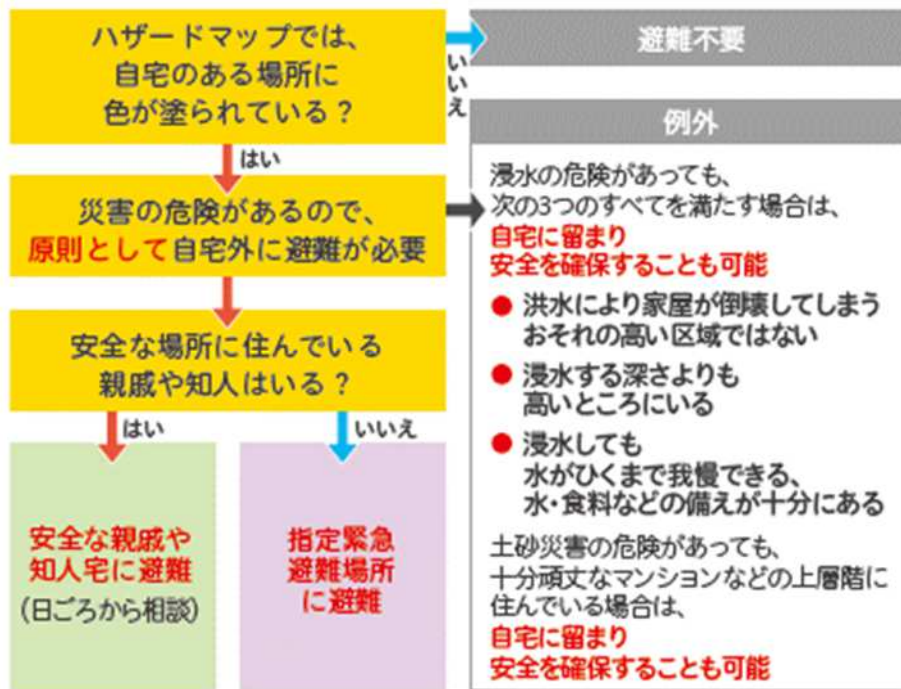 ハザードマップでは、
自宅のある場所に
色が塗られている？
いいえ
避難不要
はい
災害の危険があるので、
原則として自宅外に避難が必要
例外
浸水の危険があっても、
次の3つのすべてを満たす場合は、
自宅に留まり
安全を確保することも可能
● 洪水により家屋が倒壊してしまう
おそれの高い区域ではない
● 浸水する深さよりも
高いところにいる
● 浸水しても
水がひくまで我慢できる、
水・食料などの備えが十分にある
土砂災害の危険があっても、
十分頑丈なマンションなどの上層階に
住んでいる場合は、
自宅に留まり
安全を確保することも可能
安全な場所に住んでいる
親戚や知人はいる？
はい
いいえ
安全な親戚や
知人宅に避難
(日ごろから相談)
指定緊急
避難場所
に避難